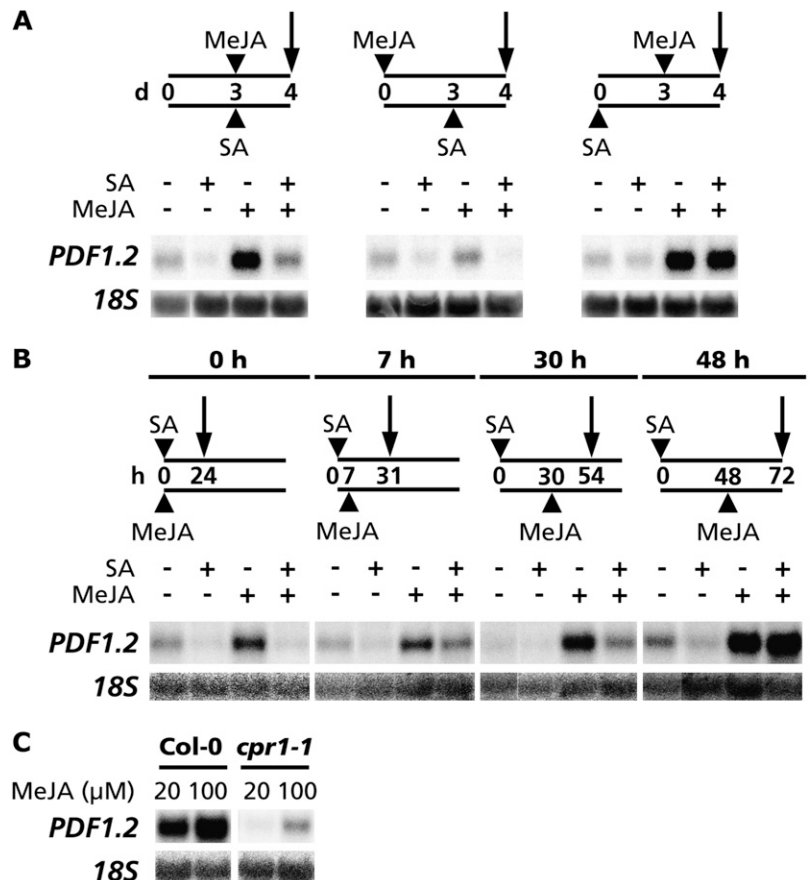 A
MeJA MeJA MeJA
d 0 3 4 0 3 4 0 3 4
SA SA SA
SA - + - + - + - + - + - +
MeJA - - + + - - + + - - + +
PDF1.2
18S
B
0 h 7 h 30 h 48 h
SA SA SA SA
h 0 24 0 7 31 0 30 54 0 48 72
MeJA MeJA MeJA MeJA
SA - + - + - + - + - + - + - + - +
MeJA - - + + - - + + - - + + - - + +
PDF1.2
18S
C
Col-0 cpr1-1
MeJA (µM) 20 100 20 100
PDF1.2
18S